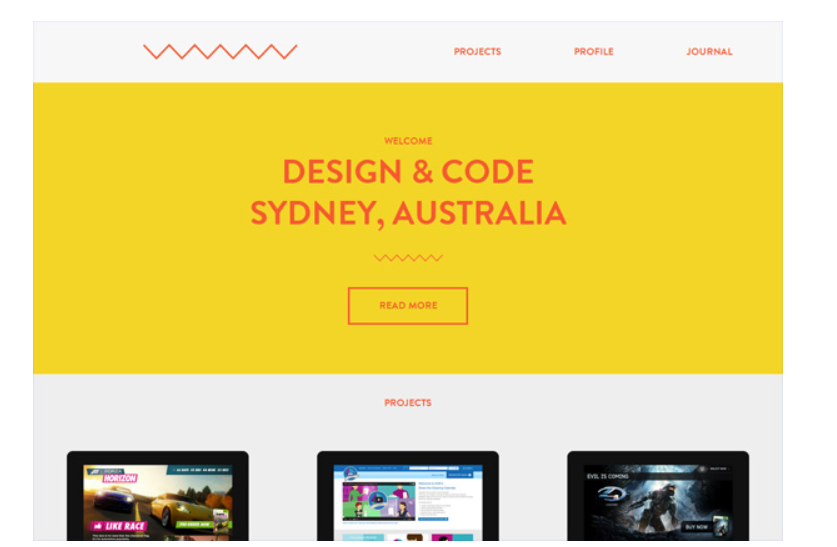 PROJECTS PROFILE JOURNAL
WELCOME
DESIGN & CODE
SYDNEY, AUSTRALIA
READ MORE
PROJECTS
HORIZON
LIKE RACE
EVIL IS COMING
BUY NOW